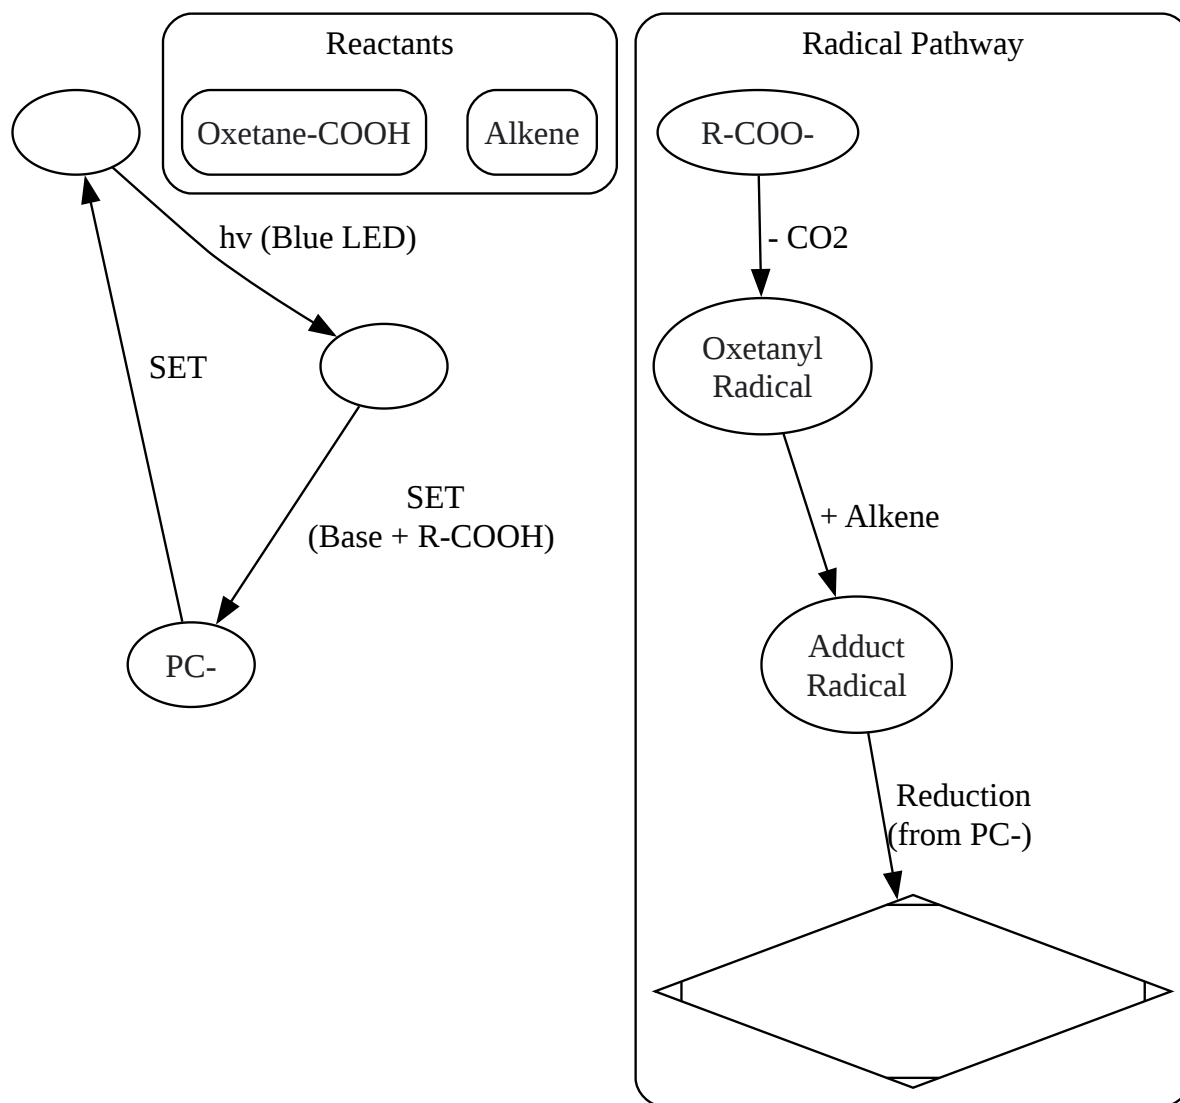 Reactants
Oxetane-COOH
Alkene
hv (Blue LED)
SET
SET
(Base + R-COOH)
PC-
Radical Pathway
R-COO-
- CO2
Oxetanyl
Radical
+ Alkene
Adduct
Radical
Reduction
(from PC-)